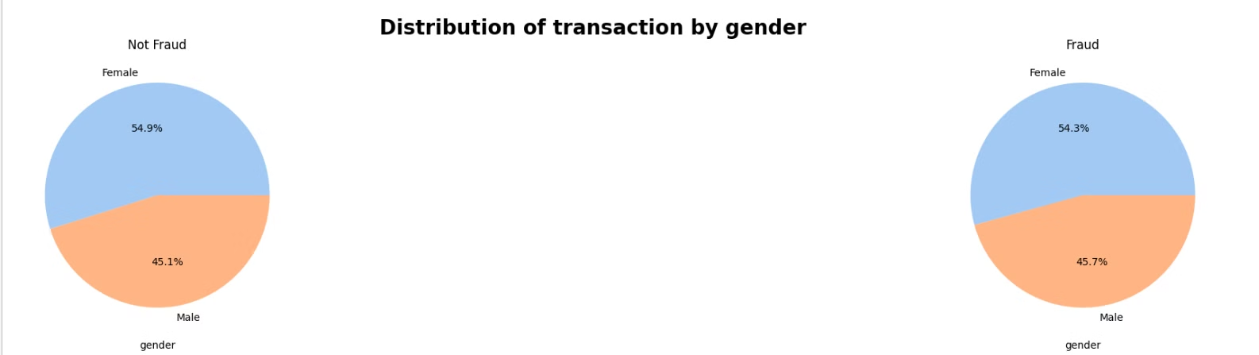 Distribution of transaction by gender
Not Fraud
Female
54.9%
45.1%
Male
gender
Fraud
Female
54.3%
45.7%
Male
gender